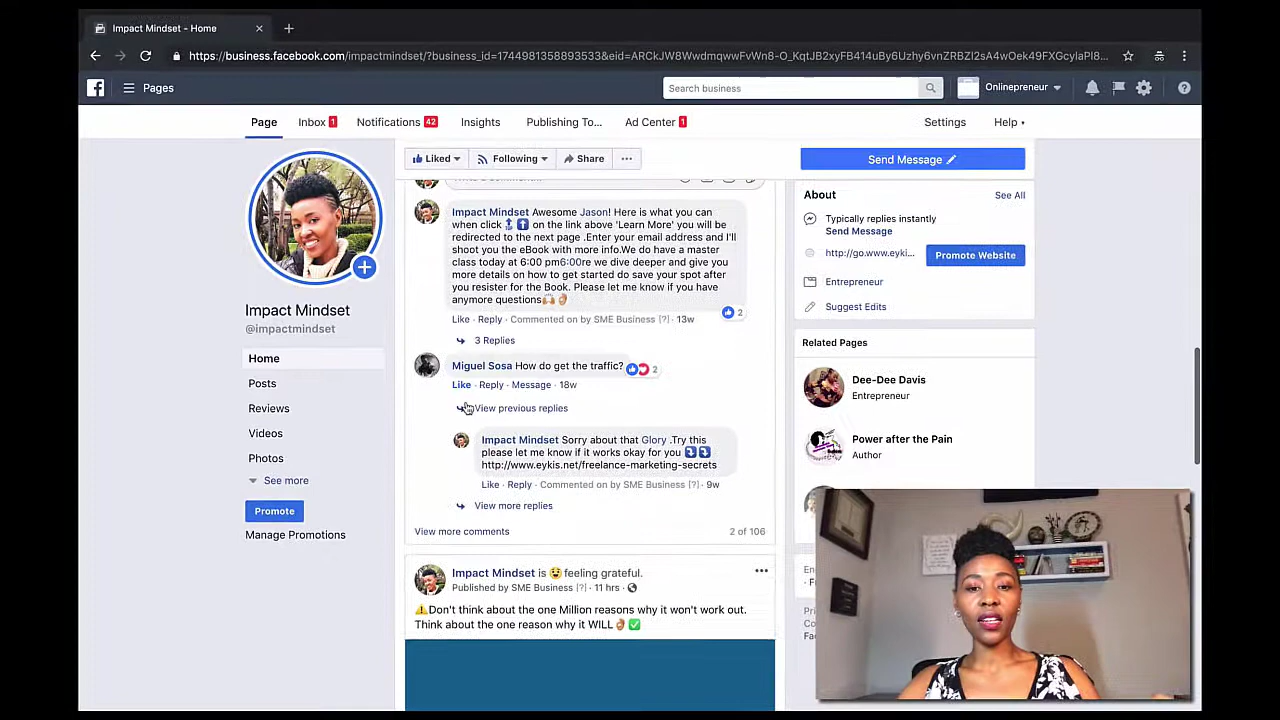 Impact Mindset - Home
https://business.facebook.com/impactmindset/?business_id=1744981358893533&eid=
Pages
Search business
Onlinepreneur
Page
Inbox 1
Notifications 42
Insights
Publishing To...
Ad Center 1
Settings
Help
Liked
Following
Share
Send Message
Impact Mindset
@impactmindset
Home
Posts
Reviews
Videos
Photos
See more
Promote
Manage Promotions
Impact Mindset Awesome Jason! Here is what you can
when click on the link above 'Learn More' you will be
redirected to the next page .Enter your email address and I'll
shoot you the eBook with more info.We do have a master
class today at 6:00 pm6:00re we dive deeper and give you
more details on how to get started do save your spot after
you register for the Book. Please let me know if you have
anymore questions
2
Like · Reply · Commented on by SME Business [?] · 13w
3 Replies
Miguel Sosa How do get the traffic?
2
Like · Reply · Message · 18w
View previous replies
Impact Mindset Sorry about that Glory .Try this
please let me know if it works okay for you
http://www.eykis.net/freelance-marketing-secrets
Like · Reply · Commented on by SME Business [?] · 9w
View more replies
View more comments
2 of 106
Impact Mindset is 😮 feeling grateful.
Published by SME Business [?] · 11 hrs ·
⚠️Don't think about the one Million reasons why it won't work out.
Think about the one reason why it WILL
About
See All
Typically replies instantly
Send Message
http://go.www.eyki...
Promote Website
Entrepreneur
Suggest Edits
Related Pages
Dee-Dee Davis
Entrepreneur
Power after the Pain
Author